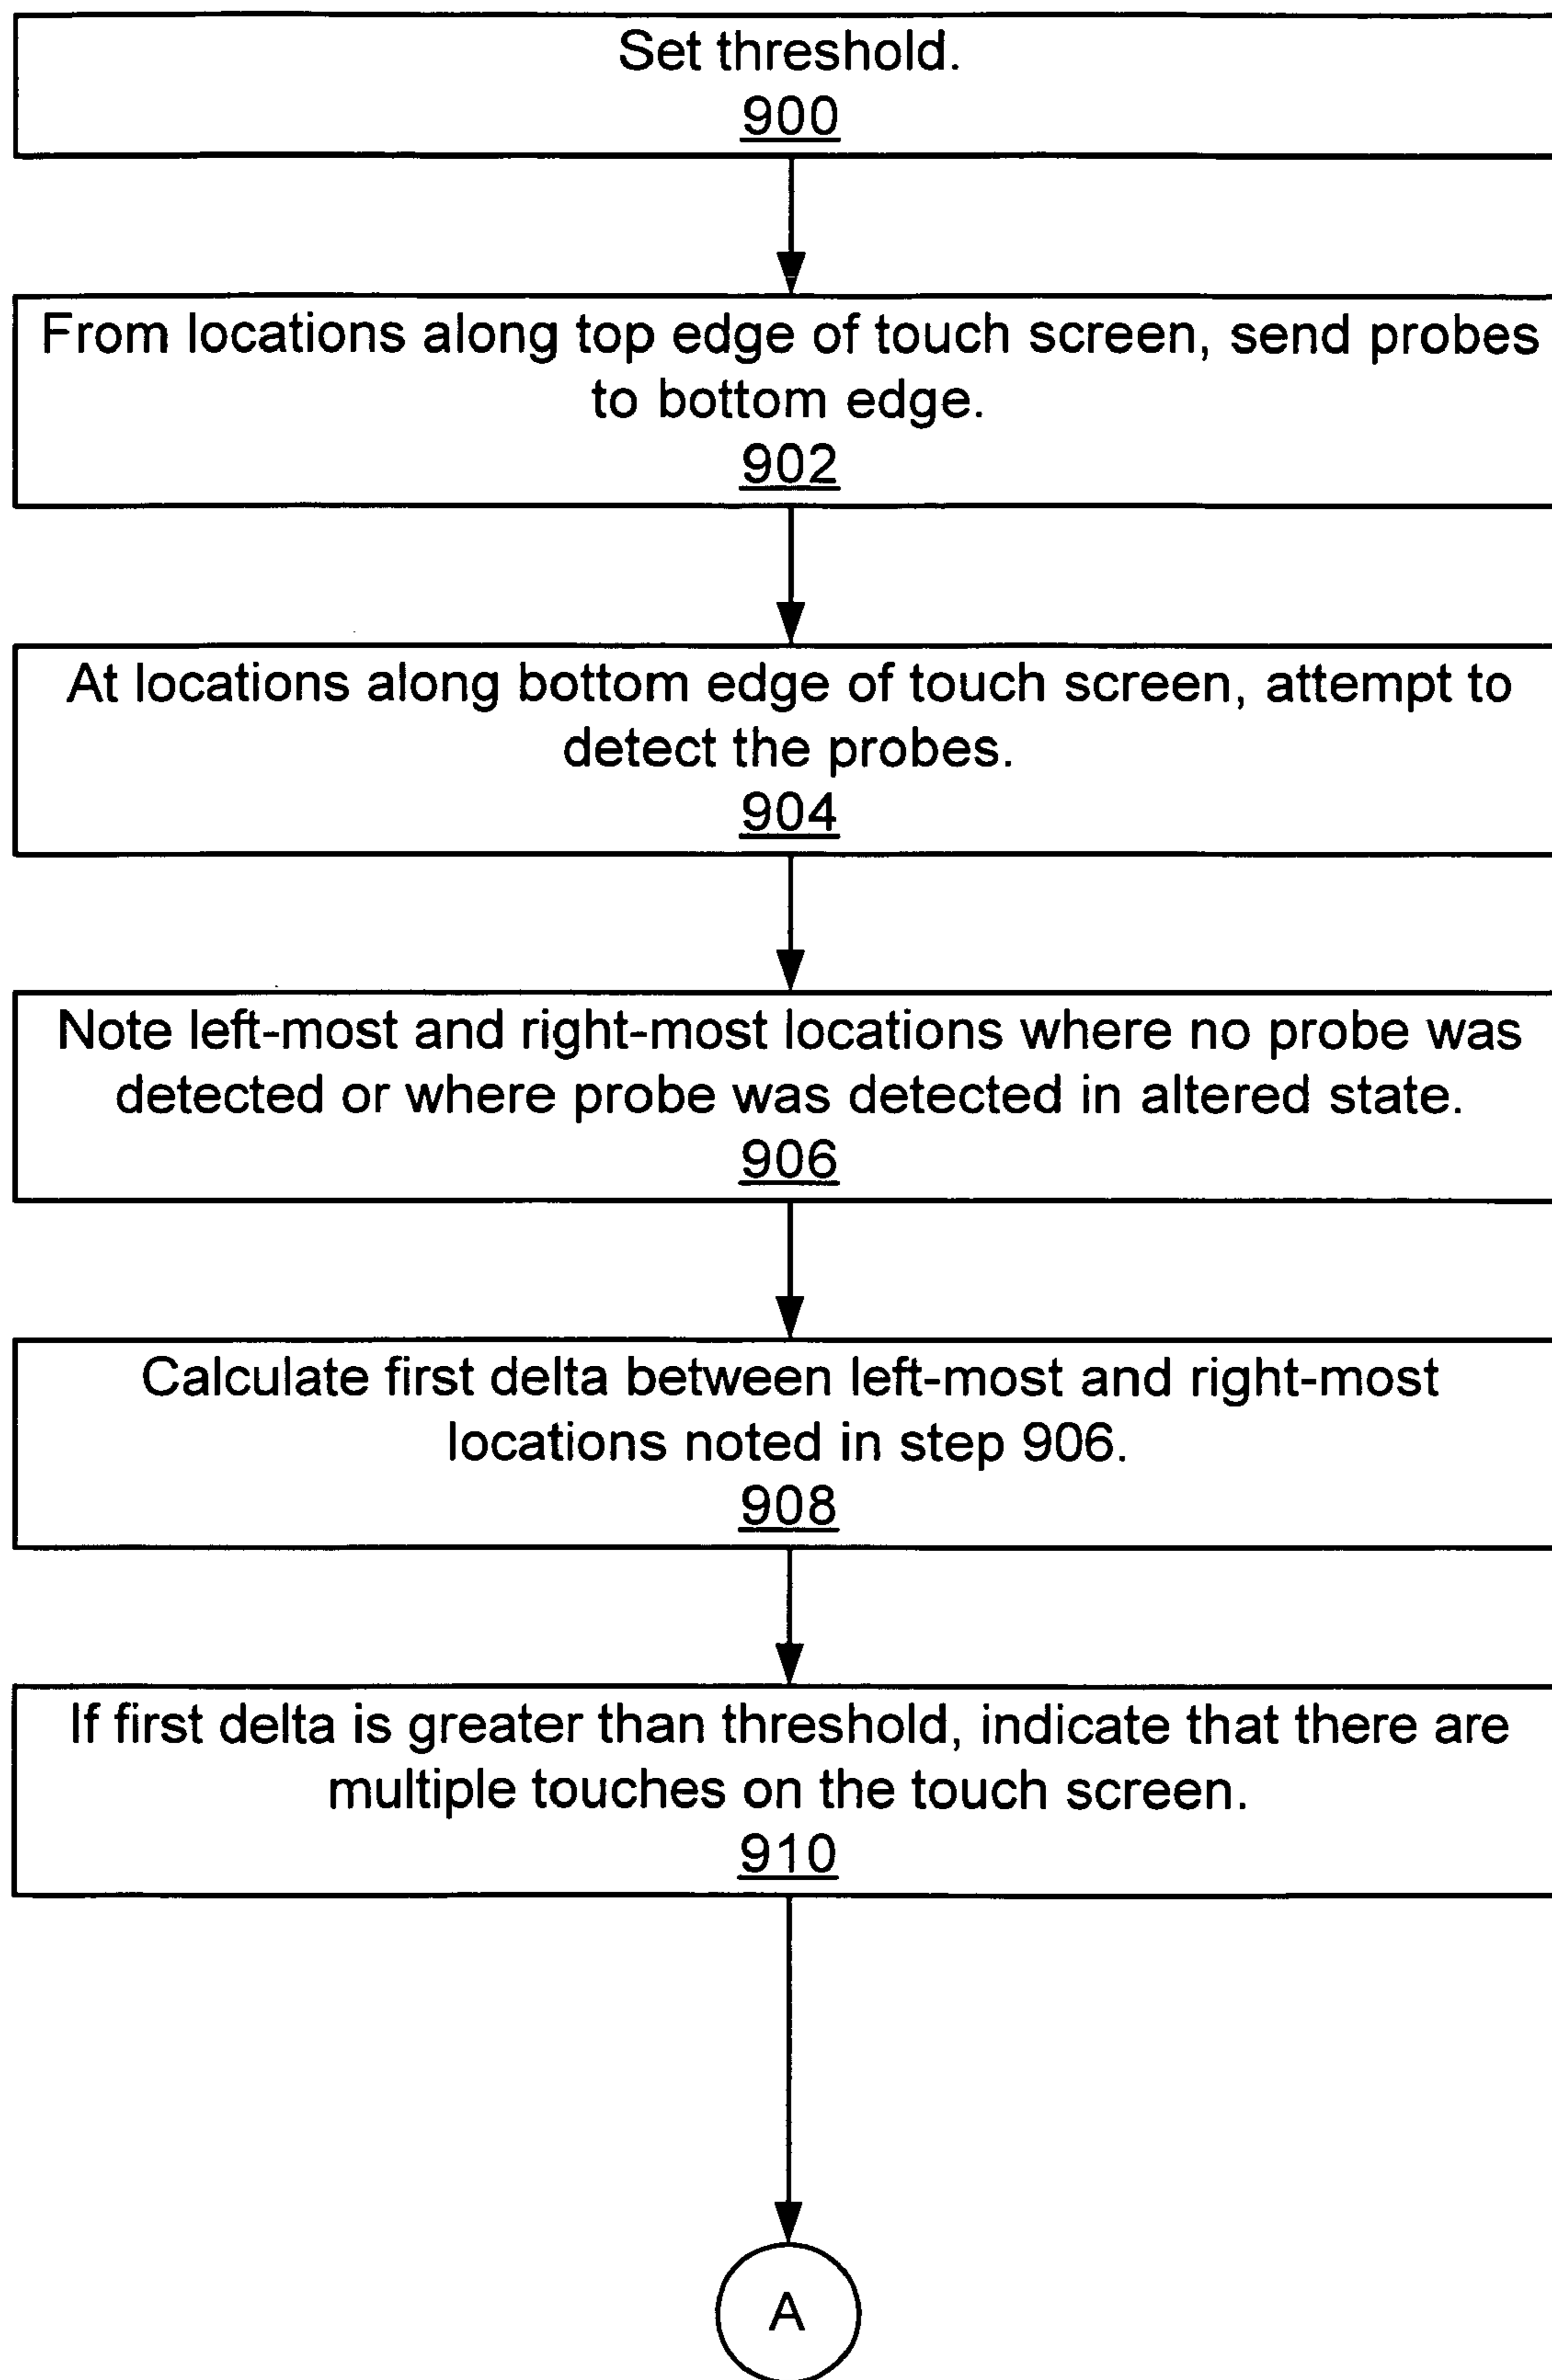 Set threshold.
900
From locations along top edge of touch screen, send probes
to bottom edge.
902
At locations along bottom edge of touch screen, attempt to
detect the probes.
904
Note left-most and right-most locations where no probe was
detected or where probe was detected in altered state.
906
Calculate first delta between left-most and right-most
locations noted in step 906.
908
If first delta is greater than threshold, indicate that there are
multiple touches on the touch screen.
910
A